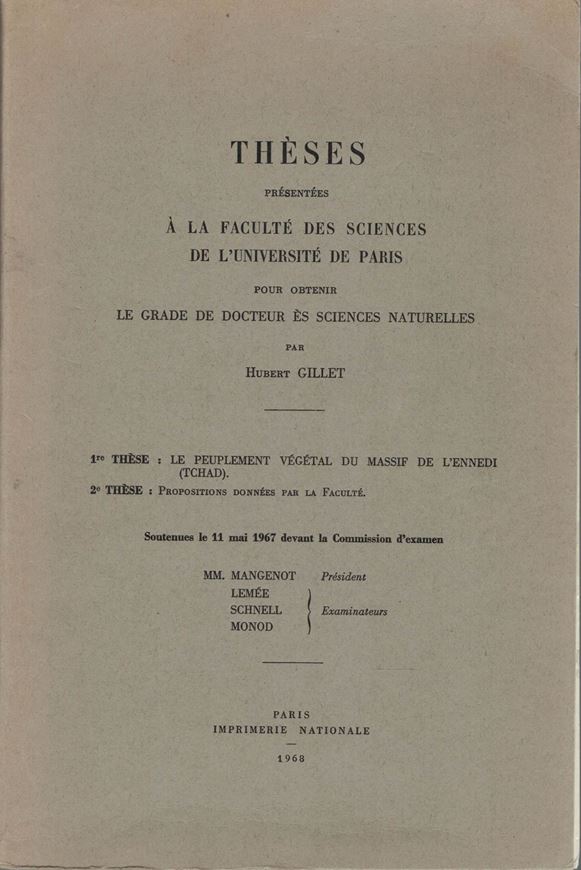 THÈSES
PRÉSENTÉES
À LA FACULTÉ DES SCIENCES
DE L'UNIVERSITÉ DE PARIS
POUR OBTENIR
LE GRADE DE DOCTEUR ÈS SCIENCES NATURELLES
PAR
HUBERT GILLET
1re THÈSE : LE PEUPLEMENT VÉGÉTAL DU MASSIF DE L'ENNEDI
(TCHAD).
2e THÈSE : PROPOSITIONS DONNÉES PAR LA FACULTÉ.
Soutenues le 11 mai 1967 devant la Commission d'examen
MM. MANGENOT Président
LEMÉE
SCHNELL Examinateurs
MONOD
PARIS
IMPRIMERIE NATIONALE
1968